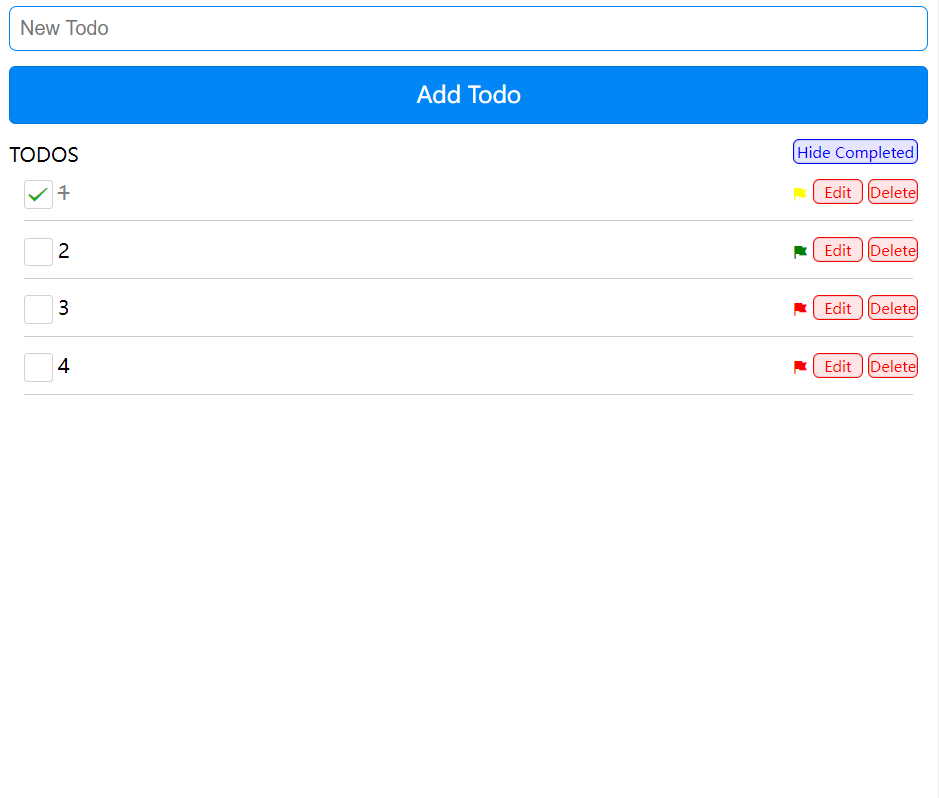 New Todo
Add Todo
TODOS Hide Completed
1 Edit Delete
2 Edit Delete
3 Edit Delete
4 Edit Delete